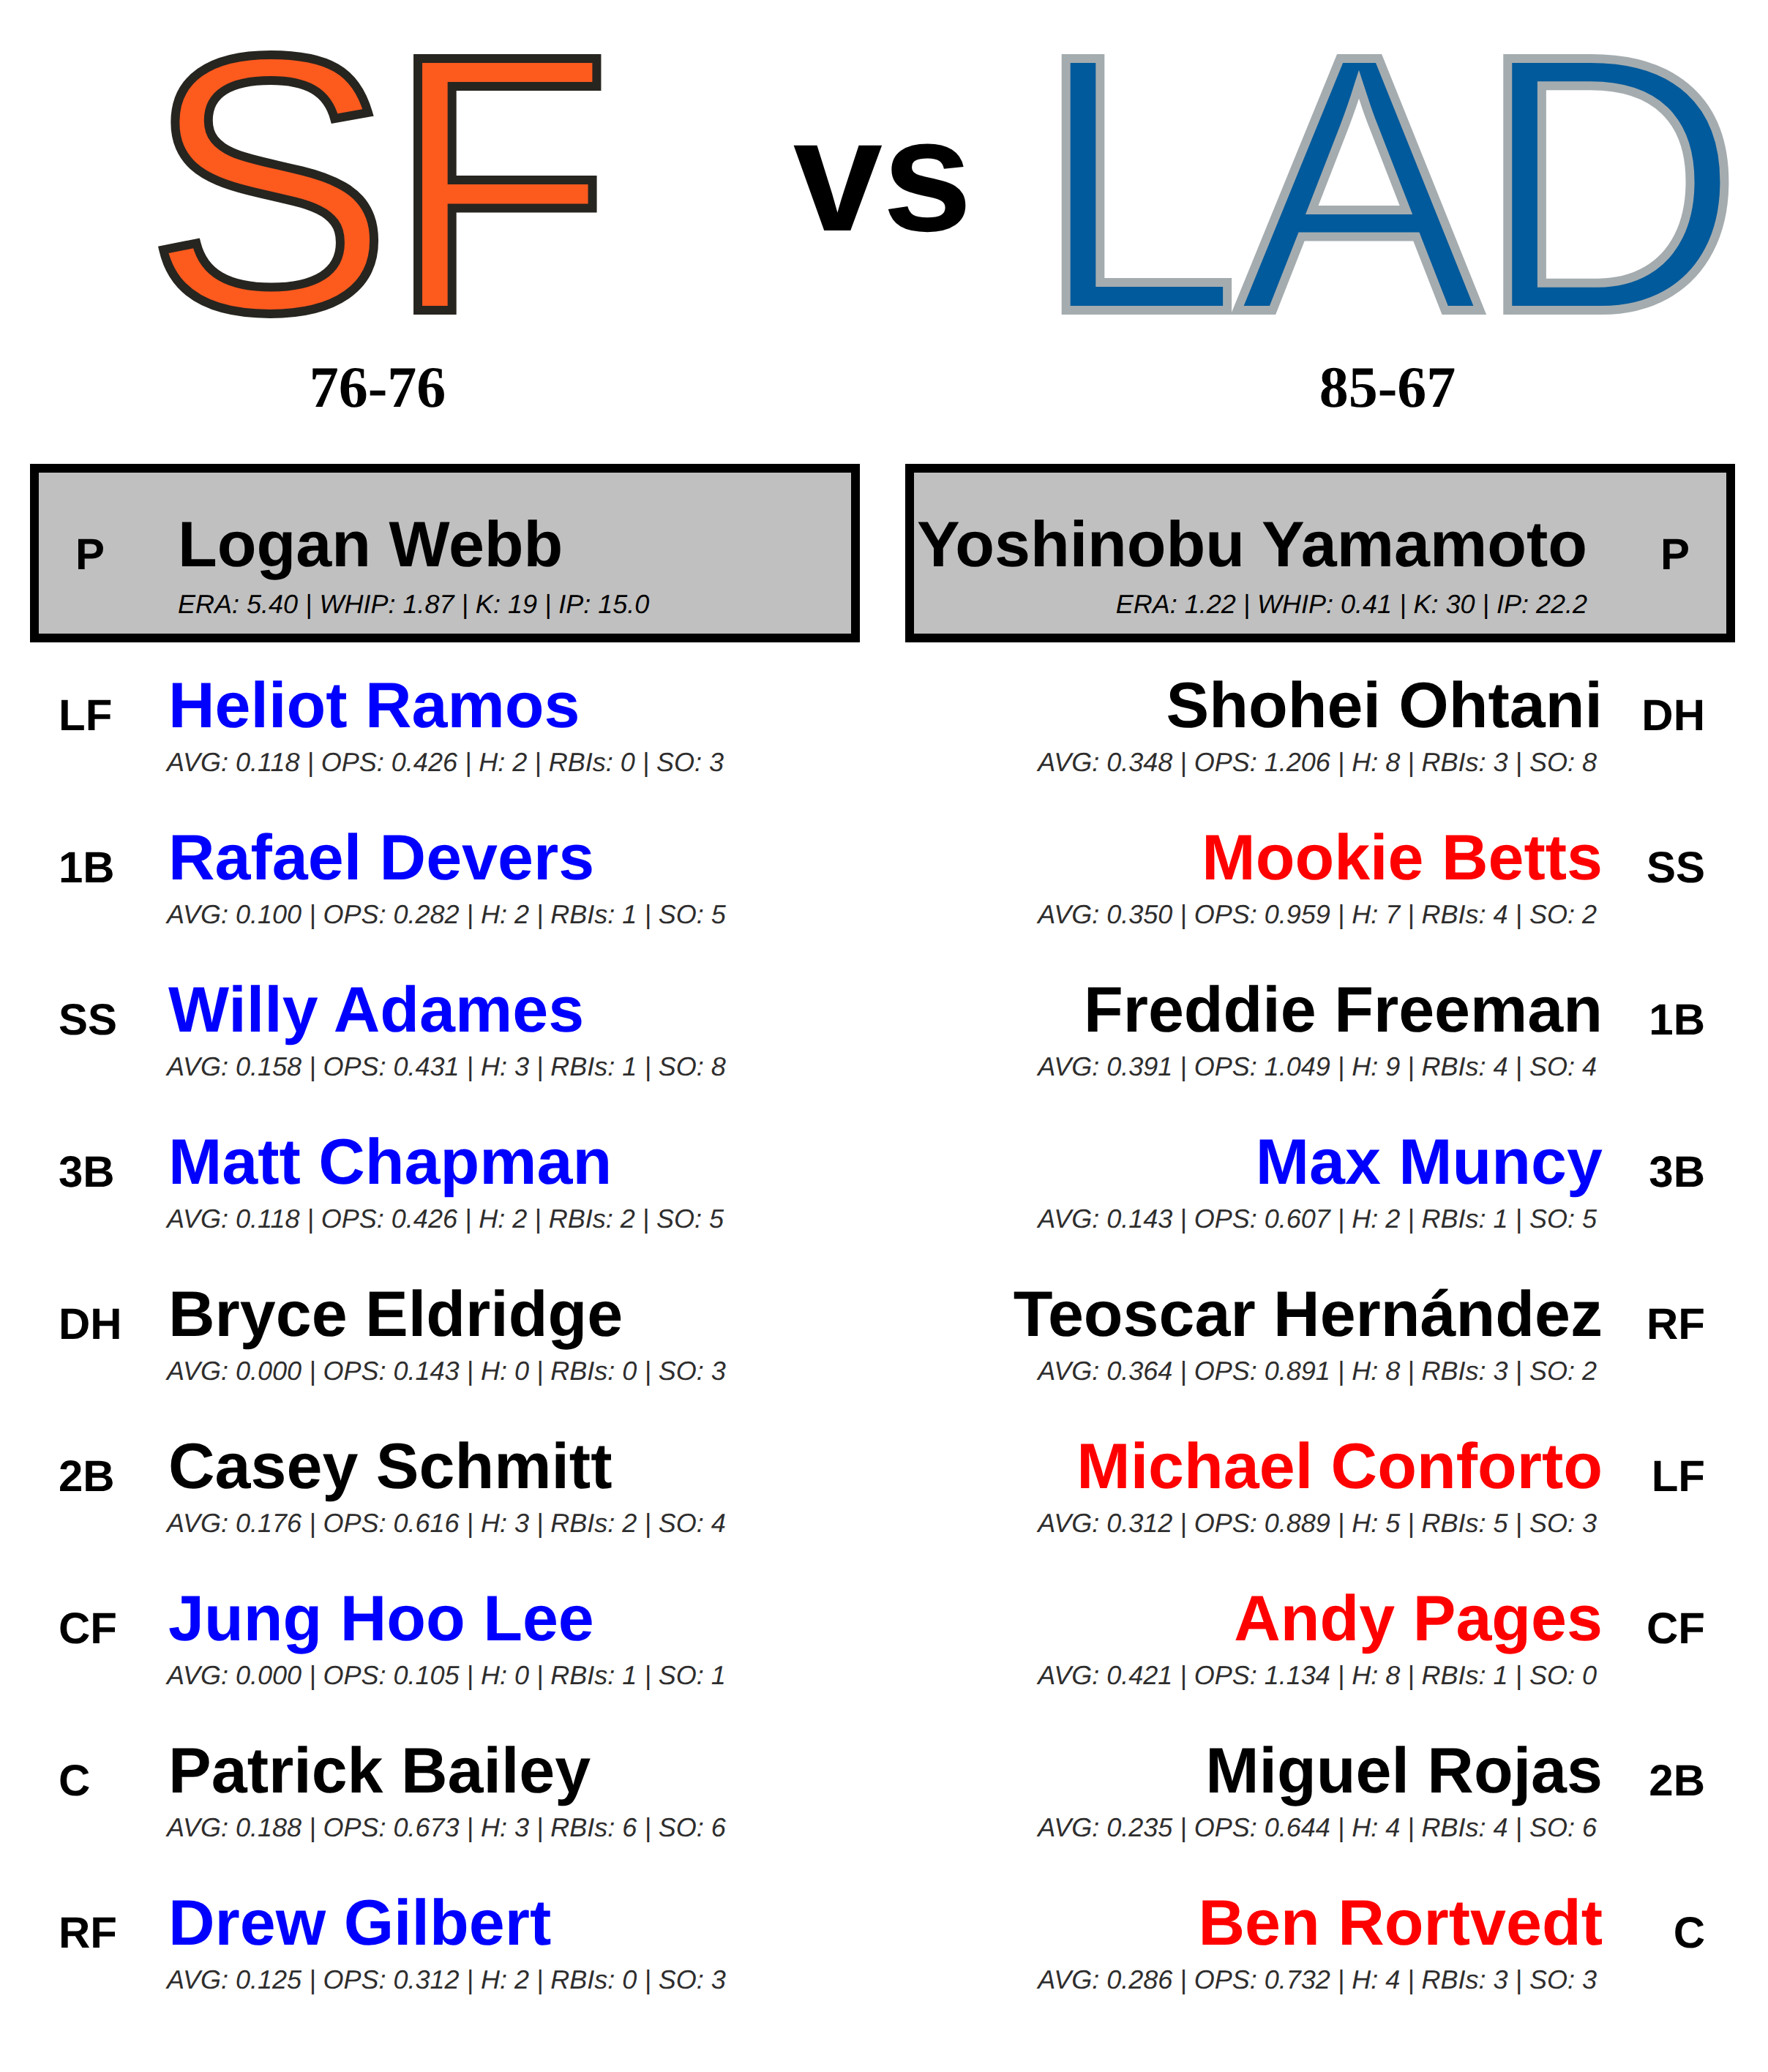 SF vs LAD
76-76
85-67
P Logan Webb
ERA: 5.40 | WHIP: 1.87 | K: 19 | IP: 15.0
Yoshinobu Yamamoto P
ERA: 1.22 | WHIP: 0.41 | K: 30 | IP: 22.2
LF Heliot Ramos
AVG: 0.118 | OPS: 0.426 | H: 2 | RBIs: 0 | SO: 3
1B Rafael Devers
AVG: 0.100 | OPS: 0.282 | H: 2 | RBIs: 1 | SO: 5
SS Willy Adames
AVG: 0.158 | OPS: 0.431 | H: 3 | RBIs: 1 | SO: 8
3B Matt Chapman
AVG: 0.118 | OPS: 0.426 | H: 2 | RBIs: 2 | SO: 5
DH Bryce Eldridge
AVG: 0.000 | OPS: 0.143 | H: 0 | RBIs: 0 | SO: 3
2B Casey Schmitt
AVG: 0.176 | OPS: 0.616 | H: 3 | RBIs: 2 | SO: 4
CF Jung Hoo Lee
AVG: 0.000 | OPS: 0.105 | H: 0 | RBIs: 1 | SO: 1
C Patrick Bailey
AVG: 0.188 | OPS: 0.673 | H: 3 | RBIs: 6 | SO: 6
RF Drew Gilbert
AVG: 0.125 | OPS: 0.312 | H: 2 | RBIs: 0 | SO: 3
Shohei Ohtani DH
AVG: 0.348 | OPS: 1.206 | H: 8 | RBIs: 3 | SO: 8
Mookie Betts SS
AVG: 0.350 | OPS: 0.959 | H: 7 | RBIs: 4 | SO: 2
Freddie Freeman 1B
AVG: 0.391 | OPS: 1.049 | H: 9 | RBIs: 4 | SO: 4
Max Muncy 3B
AVG: 0.143 | OPS: 0.607 | H: 2 | RBIs: 1 | SO: 5
Teoscar Hernández RF
AVG: 0.364 | OPS: 0.891 | H: 8 | RBIs: 3 | SO: 2
Michael Conforto LF
AVG: 0.312 | OPS: 0.889 | H: 5 | RBIs: 5 | SO: 3
Andy Pages CF
AVG: 0.421 | OPS: 1.134 | H: 8 | RBIs: 1 | SO: 0
Miguel Rojas 2B
AVG: 0.235 | OPS: 0.644 | H: 4 | RBIs: 4 | SO: 6
Ben Rortvedt C
AVG: 0.286 | OPS: 0.732 | H: 4 | RBIs: 3 | SO: 3